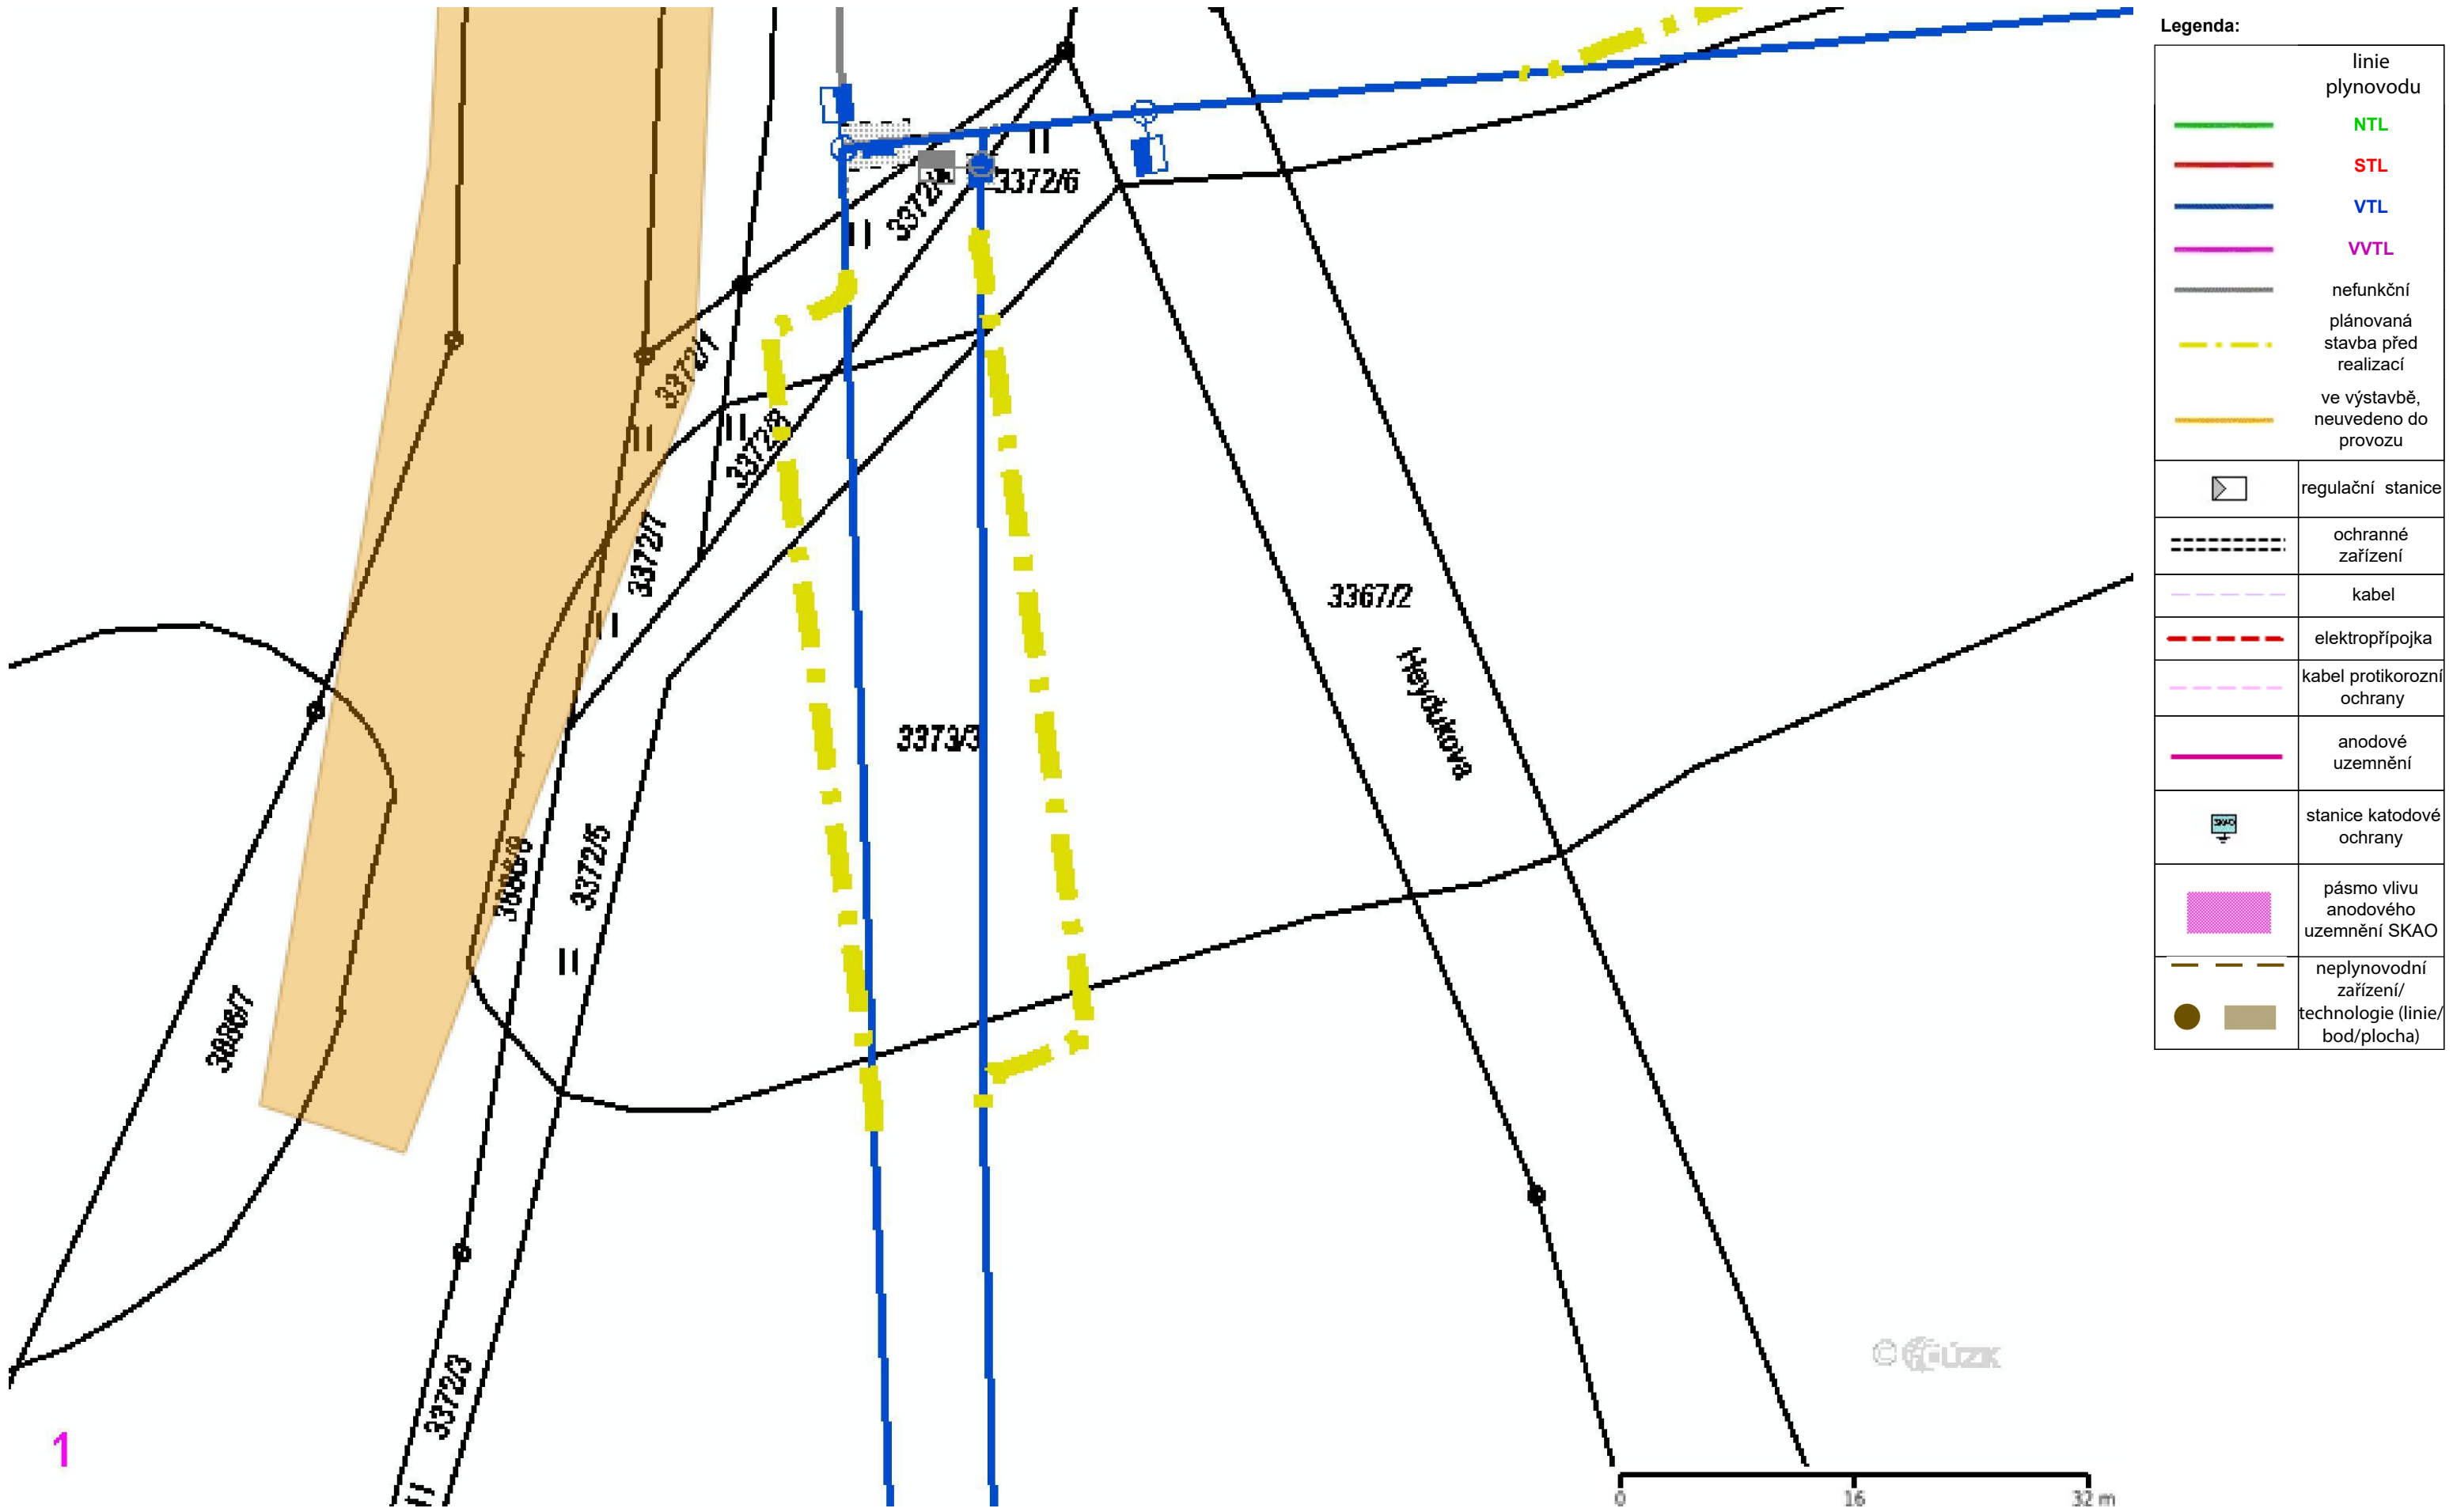 3372/6
3372/1
3372/7
3367/2
Heydukova
3373/3
3372/5
3886/7
3372/3
1
0 16 32 m
Legenda:
linie
plynovodu
NTL
STL
VTL
VVTL
nefunkční
plánovaná
stavba před
realizací
ve výstavbě,
neuvedeno do
provozu
regulační stanice
ochranné
zařízení
kabel
elektropřípojka
kabel protikorozní
ochrany
anodové
uzemnění
SKAO
stanice katodové
ochrany
pásmo vlivu
anodového
uzemnění SKAO
neplynovodní
zařízení/
technologie (linie/
bod/plocha)